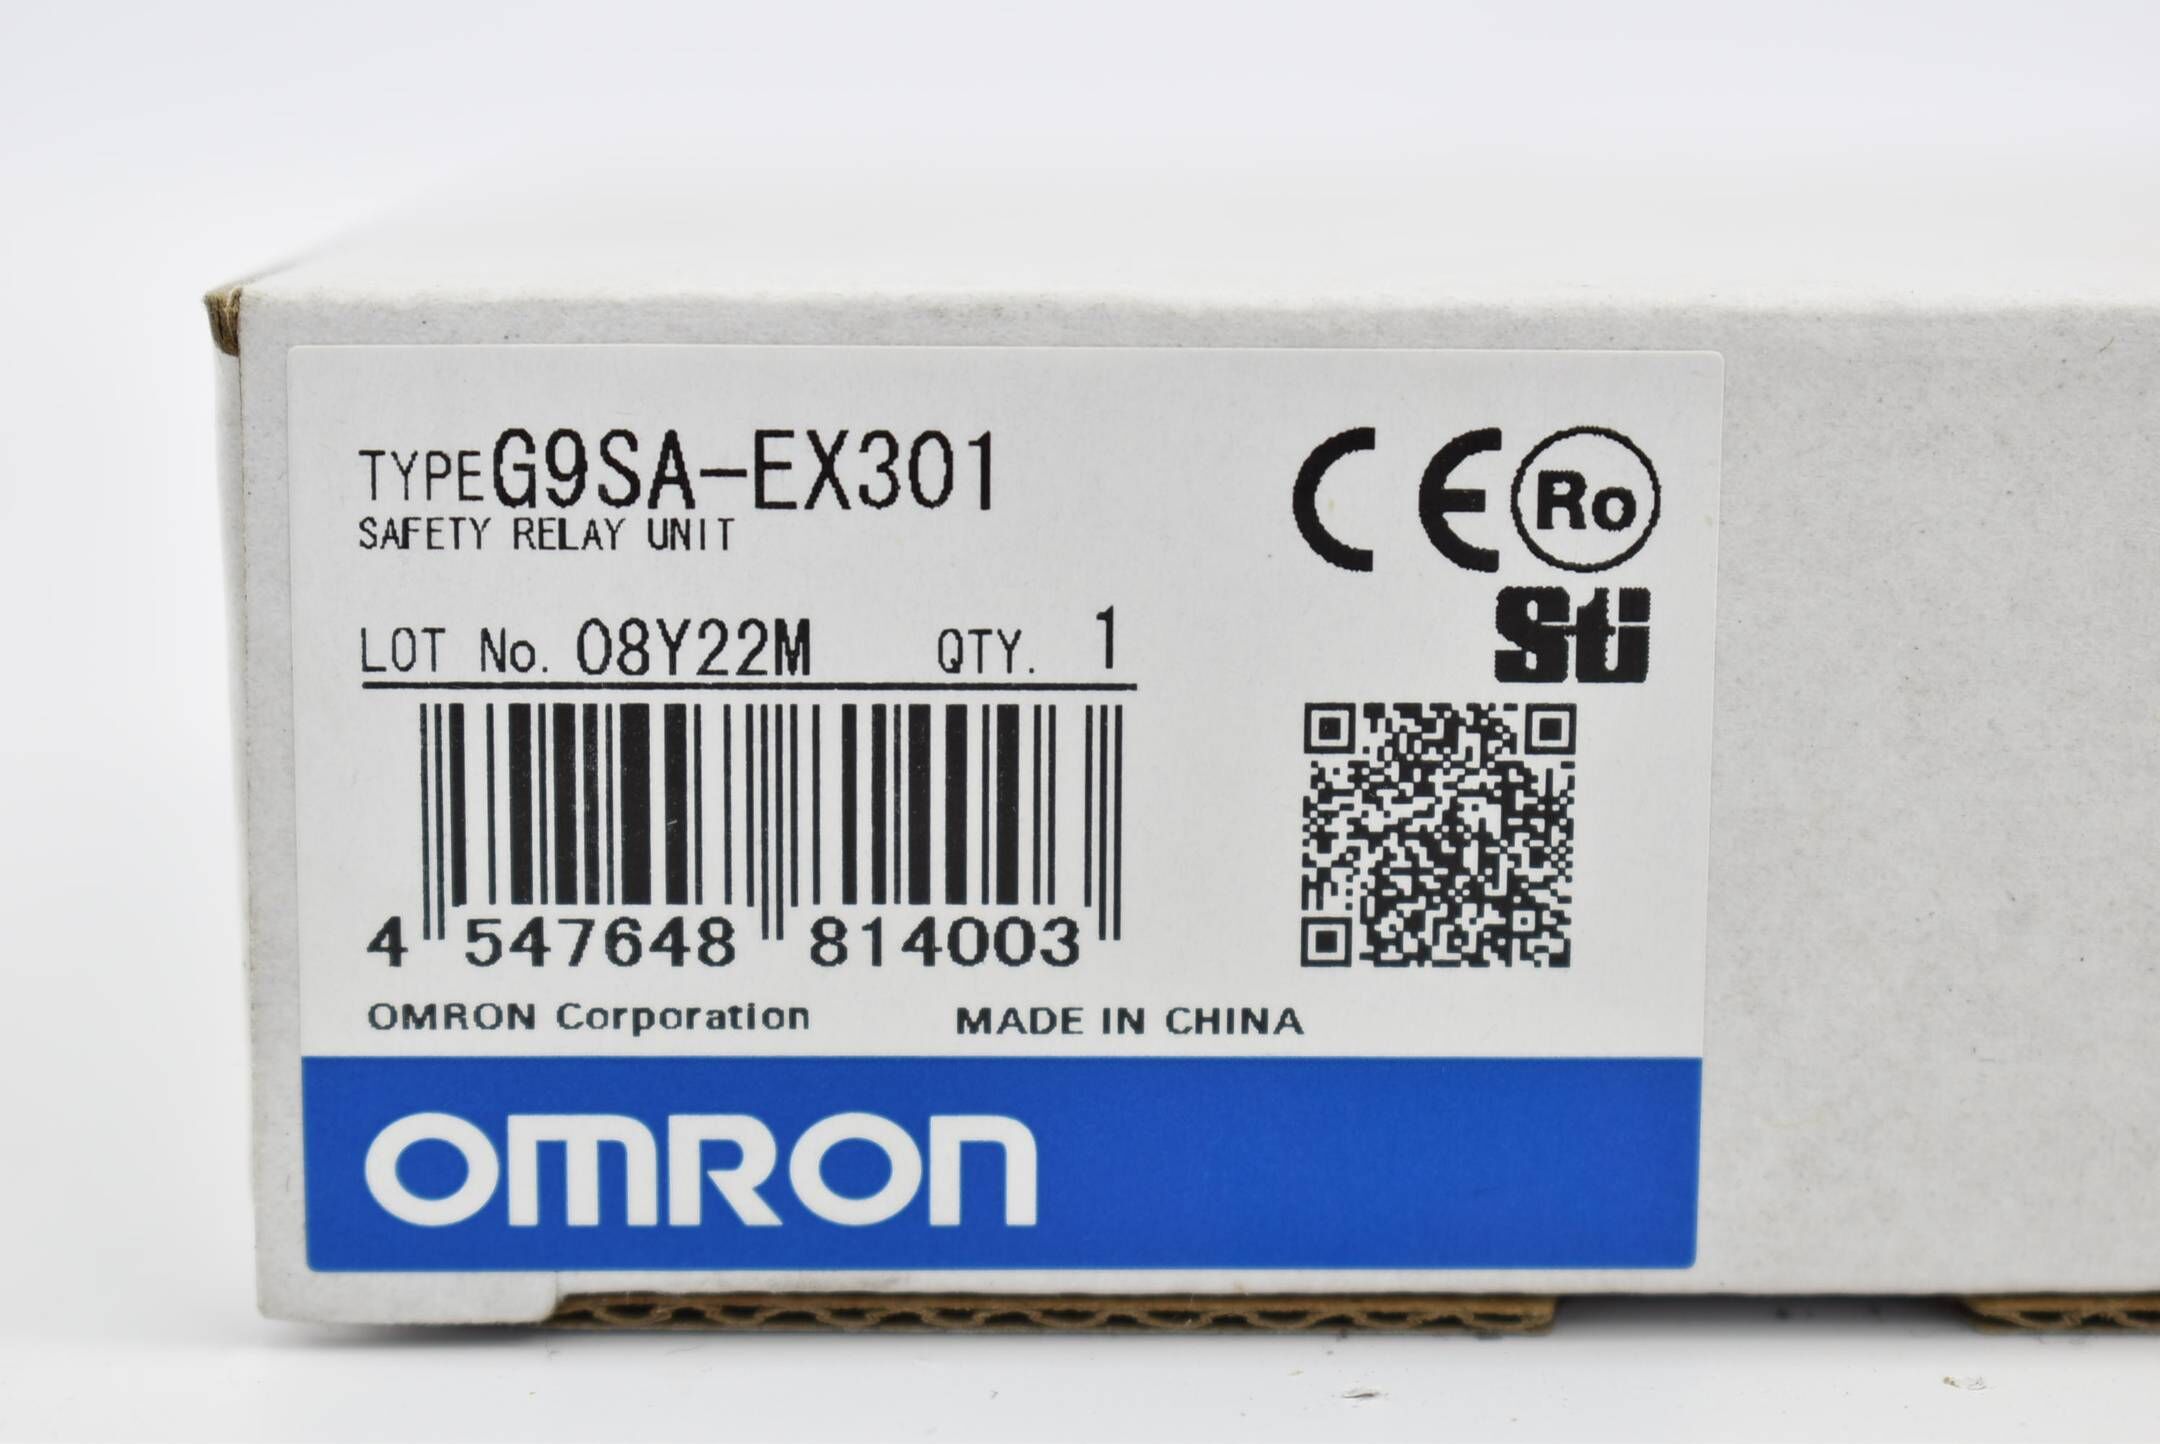 TYPE G9SA-EX301
SAFETY RELAY UNIT
CE Ro
Sti
LOT No. 08Y22M QTY. 1
4 547648 814003
OMRON Corporation MADE IN CHINA
OMRON